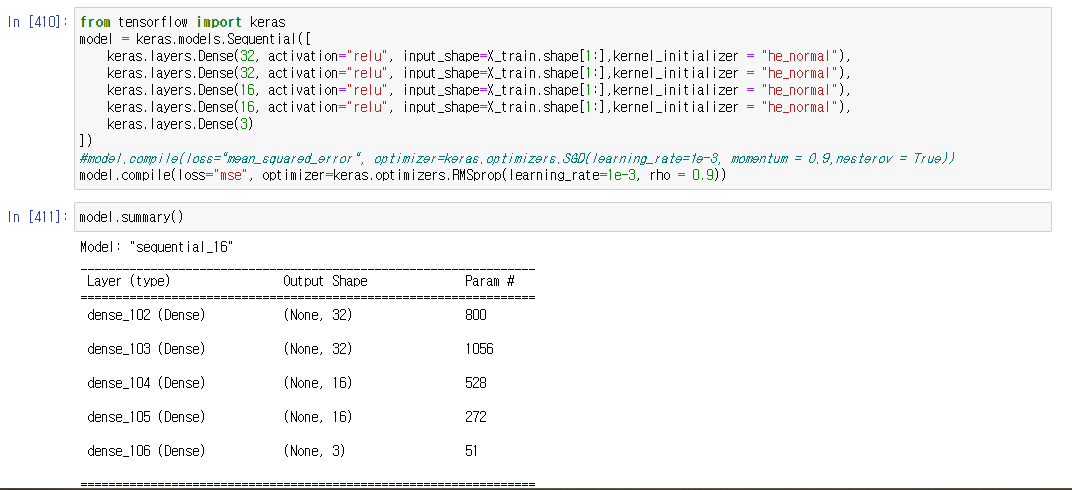 In [410]: from tensorflow import keras
model = keras.models.Sequential([
    keras.layers.Dense(32, activation="relu", input_shape=X_train.shape[1:],kernel_initializer = "he_normal"),
    keras.layers.Dense(32, activation="relu", input_shape=X_train.shape[1:],kernel_initializer = "he_normal"),
    keras.layers.Dense(16, activation="relu", input_shape=X_train.shape[1:],kernel_initializer = "he_normal"),
    keras.layers.Dense(16, activation="relu", input_shape=X_train.shape[1:],kernel_initializer = "he_normal"),
    keras.layers.Dense(3)
])
#model.compile(loss="mean_squared_error", optimizer=keras.optimizers.SGD(learning_rate=1e-3, momentum = 0.9,nesterov = True))
model.compile(loss="mse", optimizer=keras.optimizers.RMSprop(learning_rate=1e-3, rho = 0.9))
In [411]: model.summary()
Model: "sequential_16"
_________________________________________________________________
Layer (type) Output Shape Param #
=================================================================
dense_102 (Dense) (None, 32) 800
dense_103 (Dense) (None, 32) 1056
dense_104 (Dense) (None, 16) 528
dense_105 (Dense) (None, 16) 272
dense_106 (Dense) (None, 3) 51
=================================================================